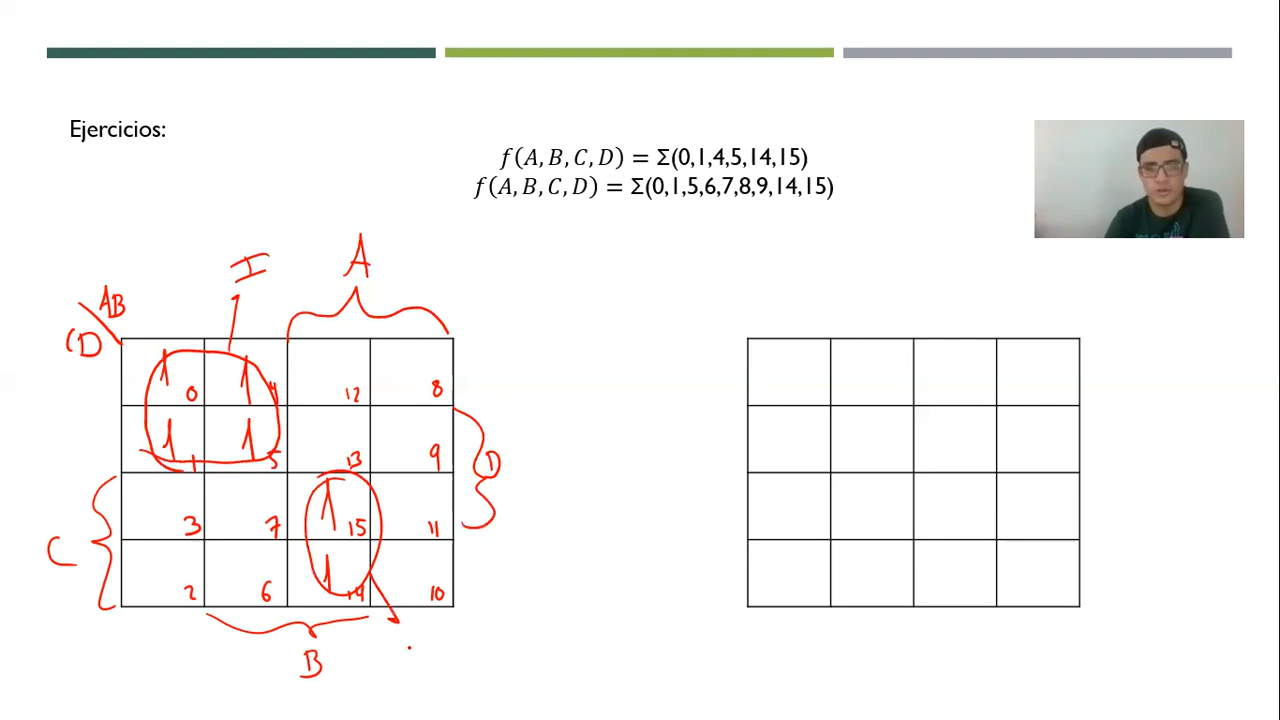 Ejercicios:
f(A, B, C, D) = Σ(0,1,4,5,14,15)
f(A, B, C, D) = Σ(0,1,5,6,7,8,9,14,15)
I
A
AB
CD
1 0 1 4 12 8
1 1 1 5 13 9
D
3 7 1 15 11
C
2 6 1 14 10
B